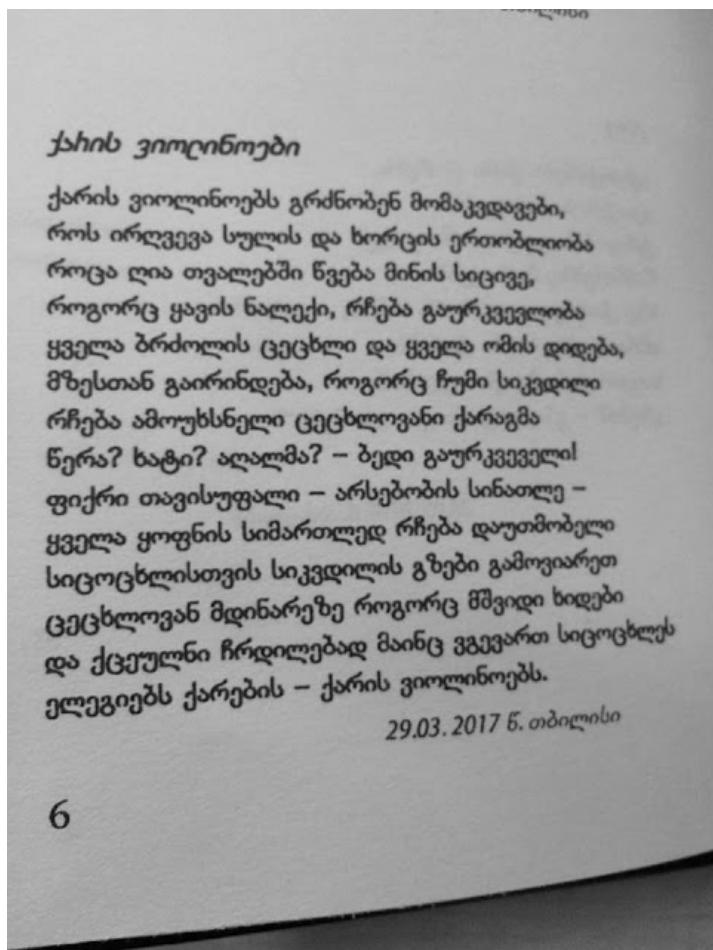 ქარის ვიოლინოები
ქარის ვიოლინოებს გრძნობენ მომაკვდავები,
როს ირღვევა სულის და ხორცის ერთობლიობა
როცა ღია თვალებში წვება მიწის სიცივე,
როგორც ყავის ნალექი, რჩება გაურკვევლობა
ყველა ბრძოლის ცეცხლი და ყველა ომის დიდება,
მზესთან გაირინდება, როგორც ჩუმი სიკვდილი
რჩება ამოუხსნელი ცეცხლოვანი ქარაგმა
წერა? ხატი? აღალმა? – ბედი გაურკვეველი!
ფიქრი თავისუფალი – არსებობის სინათლე –
ყველა ყოფნის სიმართლედ რჩება დაუთმობელი
სიცოცხლისთვის სიკვდილის გზები გამოვიარეთ
ცეცხლოვან მდინარეზე როგორც მშვიდი ხიდები
და ქცეულნი ჩრდილებად მაინც ვგევართ სიცოცხლეს
ელეგიებს ქარების – ქარის ვიოლინოებს.
29.03.2017 წ. თბილისი
6